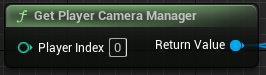 f Get Player Camera Manager
Player Index 0 Return Value